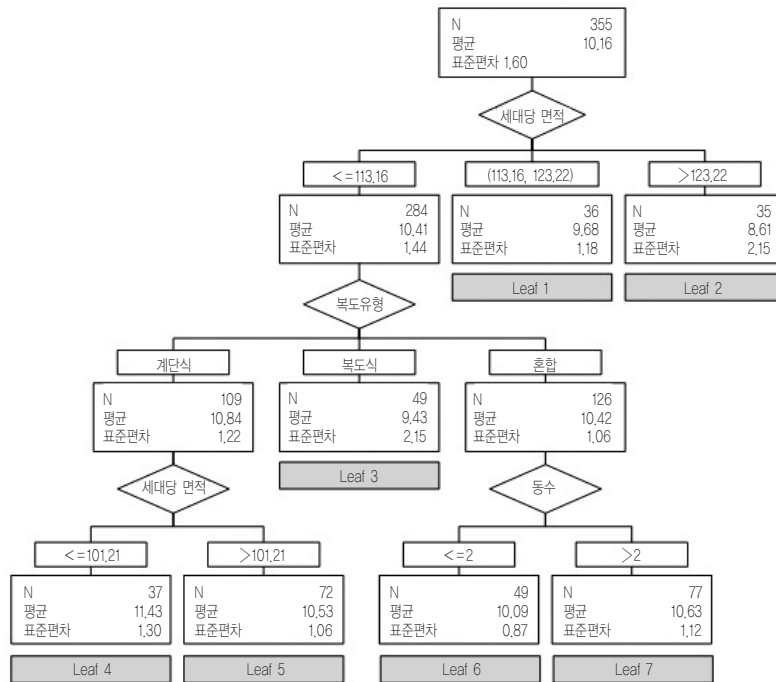 N 355
평균 10.16
표준편차 1.60
세대당 면적
<=113.16
(113.16, 123.22)
>123.22
N 284
평균 10.41
표준편차 1.44
N 36
평균 9.68
표준편차 1.18
N 35
평균 8.61
표준편차 2.15
Leaf 1
Leaf 2
복도유형
계단식
복도식
혼합
N 109
평균 10.84
표준편차 1.22
N 49
평균 9.43
표준편차 2.15
N 126
평균 10.42
표준편차 1.06
Leaf 3
세대당 면적
동수
<=101.21
>101.21
<=2
>2
N 37
평균 11.43
표준편차 1.30
N 72
평균 10.53
표준편차 1.06
N 49
평균 10.09
표준편차 0.87
N 77
평균 10.63
표준편차 1.12
Leaf 4
Leaf 5
Leaf 6
Leaf 7